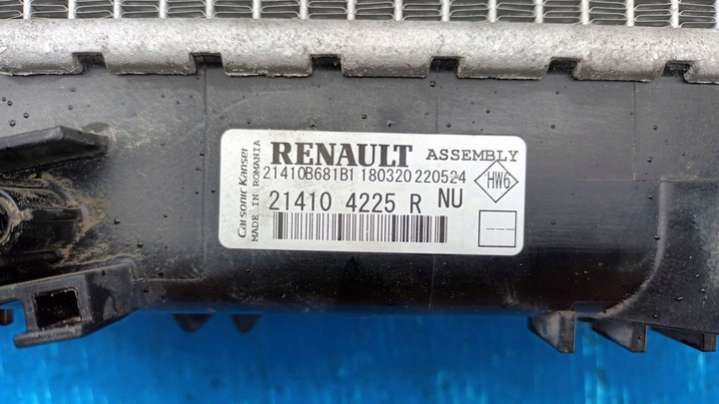 Calsonic Kansei
MADE IN ROMANIA
RENAULT ASSEMBLY
21410B681B1 180320 220524
HW6
21410 4225 R NU